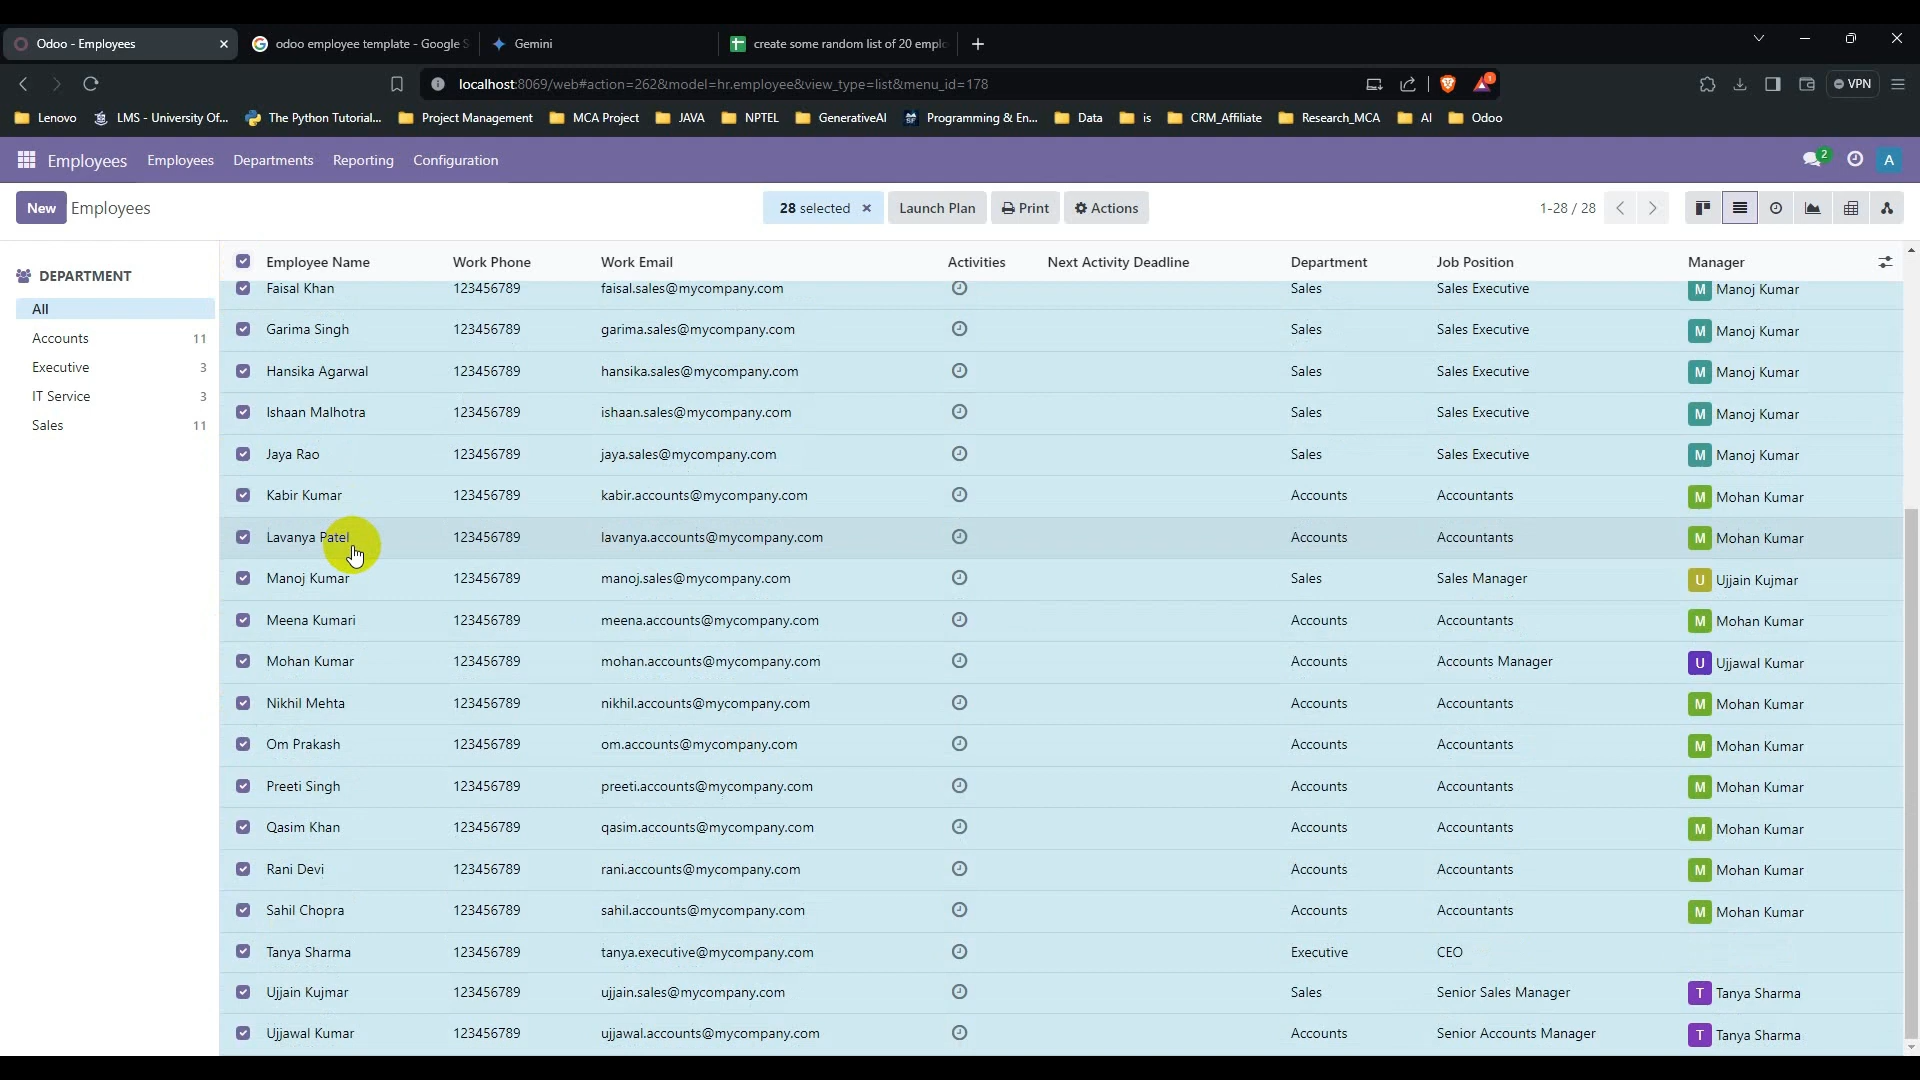 Odoo - Employees
odoo employee template - Google S
Gemini
create some random list of 20 emplo
localhost:8069/web#action=262&model=hr.employee&view_type=list&menu_id=178
1
VPN
Lenovo
LMS - University Of...
The Python Tutorial...
Project Management
MCA Project
JAVA
NPTEL
GenerativeAI
Programming & En...
Data
is
CRM_Affiliate
Research_MCA
AI
Odoo
Employees
Employees
Departments
Reporting
Configuration
2
A
New
Employees
28 selected
Launch Plan
Print
Actions
1-28 / 28
DEPARTMENT
All
Accounts 11
Executive 3
IT Service 3
Sales 11
Employee Name Work Phone Work Email Activities Next Activity Deadline Department Job Position Manager
Faisal Khan 123456789 faisal.sales@mycompany.com Sales Sales Executive M Manoj Kumar
Garima Singh 123456789 garima.sales@mycompany.com Sales Sales Executive M Manoj Kumar
Hansika Agarwal 123456789 hansika.sales@mycompany.com Sales Sales Executive M Manoj Kumar
Ishaan Malhotra 123456789 ishaan.sales@mycompany.com Sales Sales Executive M Manoj Kumar
Jaya Rao 123456789 jaya.sales@mycompany.com Sales Sales Executive M Manoj Kumar
Kabir Kumar 123456789 kabir.accounts@mycompany.com Accounts Accountants M Mohan Kumar
Lavanya Patel 123456789 lavanya.accounts@mycompany.com Accounts Accountants M Mohan Kumar
Manoj Kumar 123456789 manoj.sales@mycompany.com Sales Sales Manager U Ujjain Kujmar
Meena Kumari 123456789 meena.accounts@mycompany.com Accounts Accountants M Mohan Kumar
Mohan Kumar 123456789 mohan.accounts@mycompany.com Accounts Accounts Manager U Ujjawal Kumar
Nikhil Mehta 123456789 nikhil.accounts@mycompany.com Accounts Accountants M Mohan Kumar
Om Prakash 123456789 om.accounts@mycompany.com Accounts Accountants M Mohan Kumar
Preeti Singh 123456789 preeti.accounts@mycompany.com Accounts Accountants M Mohan Kumar
Qasim Khan 123456789 qasim.accounts@mycompany.com Accounts Accountants M Mohan Kumar
Rani Devi 123456789 rani.accounts@mycompany.com Accounts Accountants M Mohan Kumar
Sahil Chopra 123456789 sahil.accounts@mycompany.com Accounts Accountants M Mohan Kumar
Tanya Sharma 123456789 tanya.executive@mycompany.com Executive CEO
Ujjain Kujmar 123456789 ujjain.sales@mycompany.com Sales Senior Sales Manager T Tanya Sharma
Ujjawal Kumar 123456789 ujjawal.accounts@mycompany.com Accounts Senior Accounts Manager T Tanya Sharma